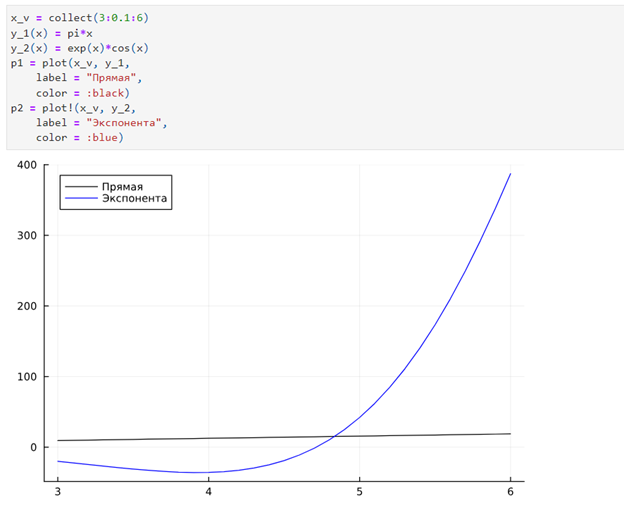 x_v = collect(3:0.1:6)
y_1(x) = pi*x
y_2(x) = exp(x)*cos(x)
p1 = plot(x_v, y_1,
    label = "Прямая",
    color = :black)
p2 = plot!(x_v, y_2,
    label = "Экспонента",
    color = :blue)
400
Прямая
Экспонента
300
200
100
0
3 4 5 6